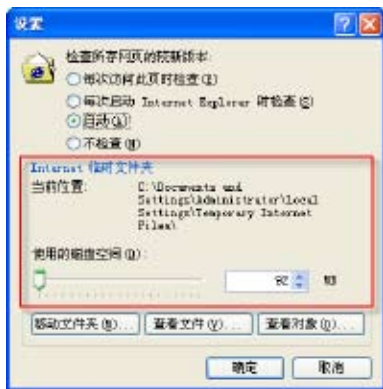 设置
检查所存网页的较新版本:
每次访问此页时检查(E)
每次启动 Internet Explorer 时检查(S)
自动(A)
不检查(N)
Internet 临时文件夹
当前位置: C:\Documents and
Settings\Administrator\Local
Settings\Temporary Internet
Files\
使用的磁盘空间(D):
92 MB
移动文件夹(M)... 查看文件(V)... 查看对象(O)...
确定 取消